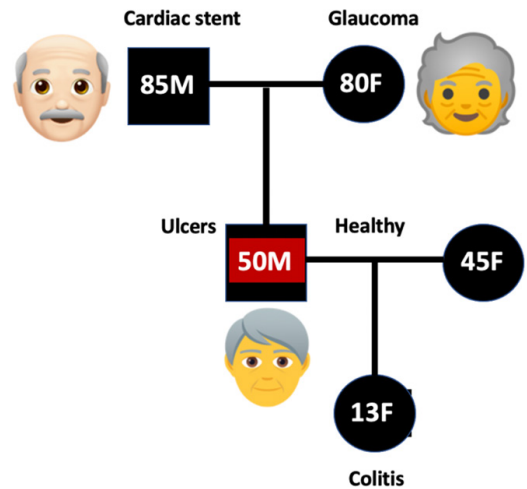 Cardiac stent
Glaucoma
85M
80F
Ulcers
Healthy
50M
45F
13F
Colitis